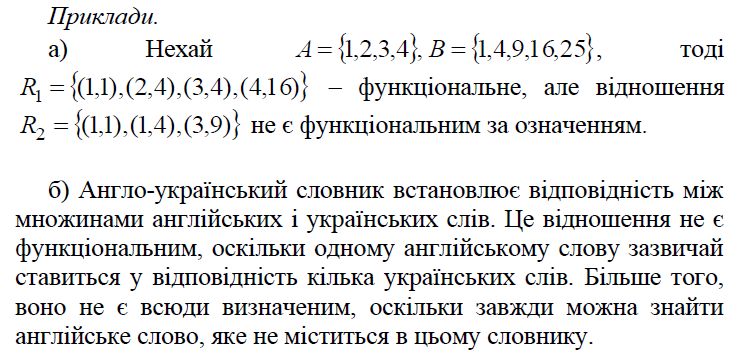 Приклади.
а) Нехай A = {1,2,3,4}, B = {1,4,9,16,25}, тоді
R₁ = {(1,1),(2,4),(3,4),(4,16)} – функціональне, але відношення
R₂ = {(1,1),(1,4),(3,9)} не є функціональним за означенням.
б) Англо-український словник встановлює відповідність між
множинами англійських і українських слів. Це відношення не є
функціональним, оскільки одному англійському слову зазвичай
ставиться у відповідність кілька українських слів. Більше того,
воно не є всюди визначеним, оскільки завжди можна знайти
англійське слово, яке не міститься в цьому словнику.